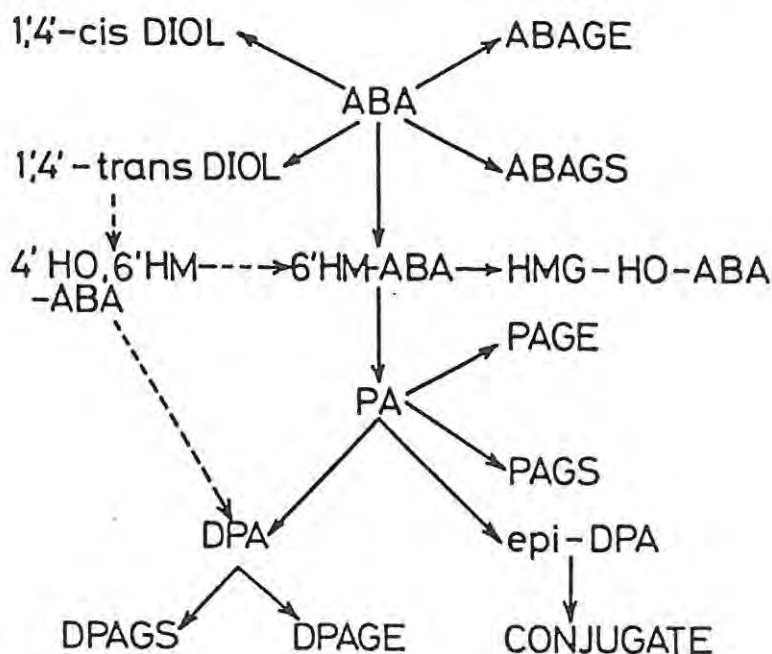 1',4'-cis DIOL
ABAGE
ABA
1',4'-trans DIOL
ABAGS
4' HO,6'HM
-ABA
6'HM-ABA
HMG-HO-ABA
PAGE
PA
PAGS
DPA
epi-DPA
DPAGS
DPAGE
CONJUGATE